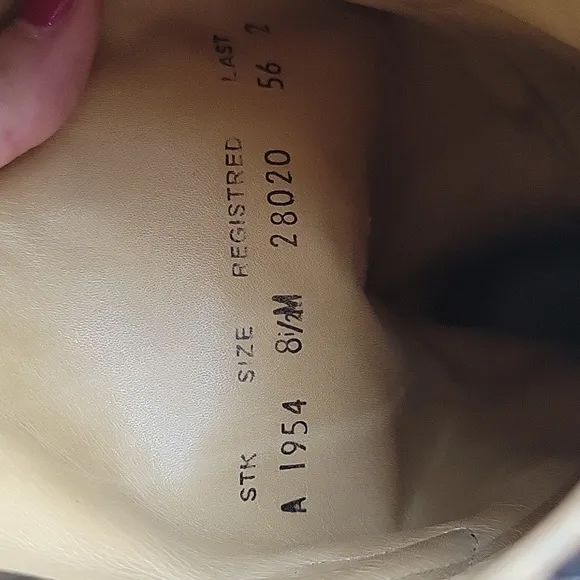 STK SIZE REGISTRED LAST
A 1954 8½M 28020 56 2